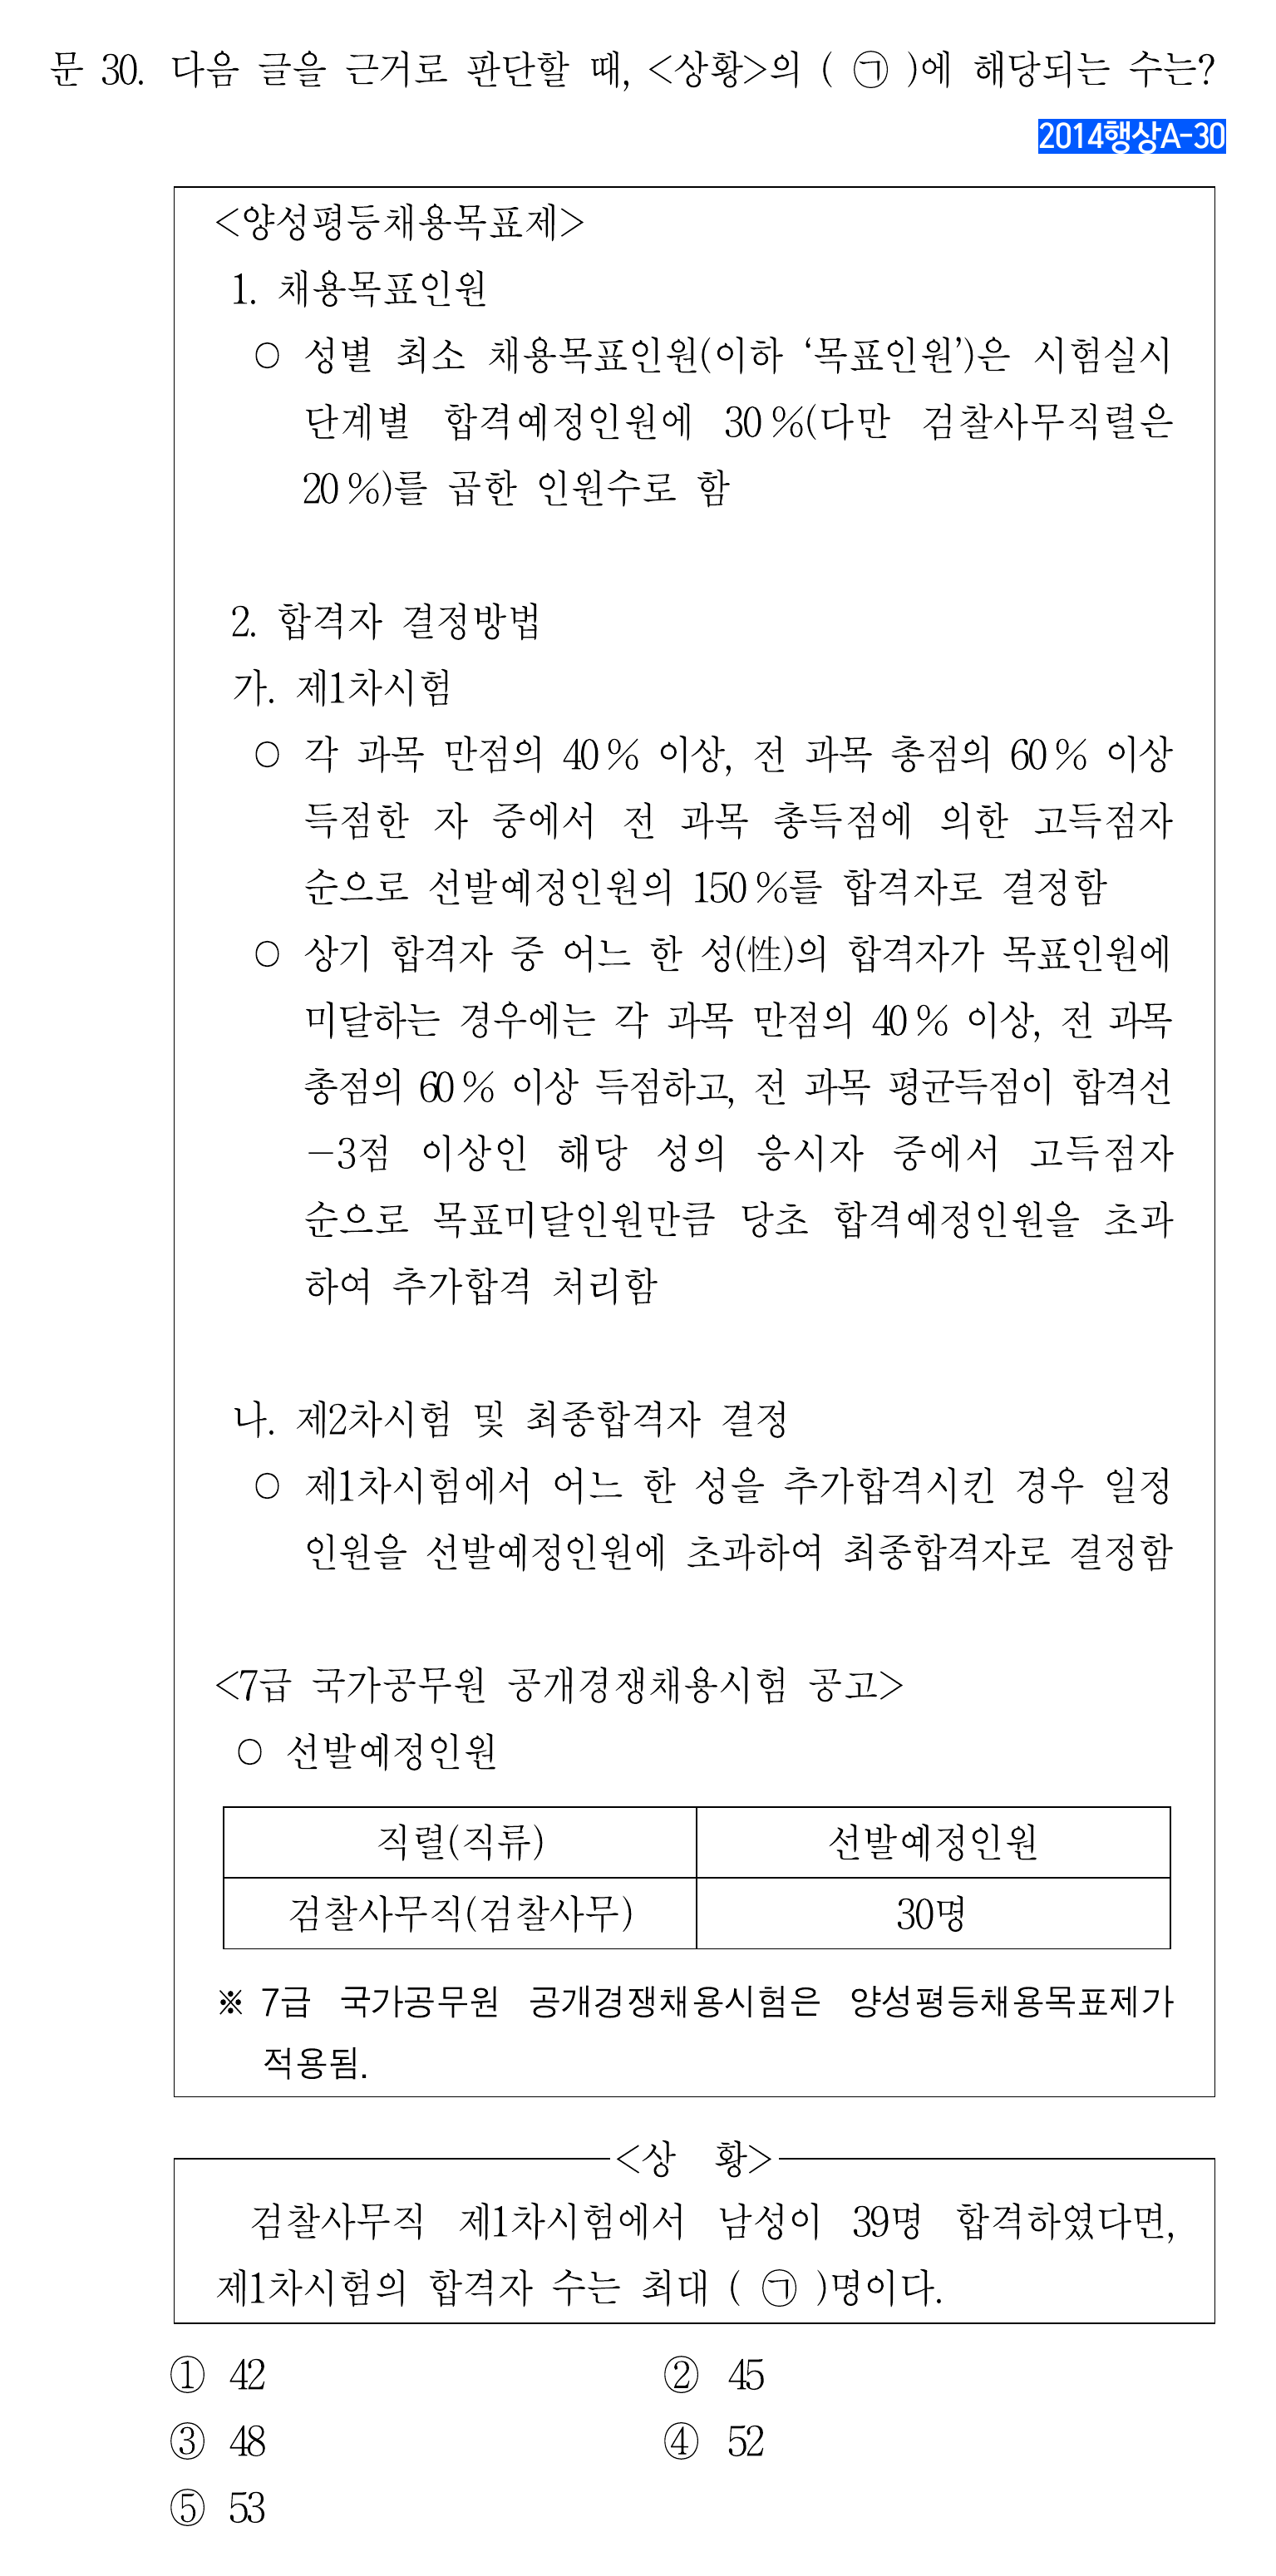 문 30. 다음 글을 근거로 판단할 때, <상황>의 ( ㉠ )에 해당되는 수는?
2014행상A-30
<양성평등채용목표제>
1. 채용목표인원
○ 성별 최소 채용목표인원(이하 ‘목표인원’)은 시험실시
단계별 합격예정인원에 30%(다만 검찰사무직렬은
20%)를 곱한 인원수로 함
2. 합격자 결정방법
가. 제1차시험
○ 각 과목 만점의 40% 이상, 전 과목 총점의 60% 이상
득점한 자 중에서 전 과목 총득점에 의한 고득점자
순으로 선발예정인원의 150%를 합격자로 결정함
○ 상기 합격자 중 어느 한 성(性)의 합격자가 목표인원에
미달하는 경우에는 각 과목 만점의 40% 이상, 전 과목
총점의 60% 이상 득점하고, 전 과목 평균득점이 합격선
-3점 이상인 해당 성의 응시자 중에서 고득점자
순으로 목표미달인원만큼 당초 합격예정인원을 초과
하여 추가합격 처리함
나. 제2차시험 및 최종합격자 결정
○ 제1차시험에서 어느 한 성을 추가합격시킨 경우 일정
인원을 선발예정인원에 초과하여 최종합격자로 결정함
<7급 국가공무원 공개경쟁채용시험 공고>
○ 선발예정인원
직렬(직류) 선발예정인원
검찰사무직(검찰사무) 30명
※ 7급 국가공무원 공개경쟁채용시험은 양성평등채용목표제가
적용됨.
<상 황>
검찰사무직 제1차시험에서 남성이 39명 합격하였다면,
제1차시험의 합격자 수는 최대 ( ㉠ )명이다.
① 42 ② 45
③ 48 ④ 52
⑤ 53